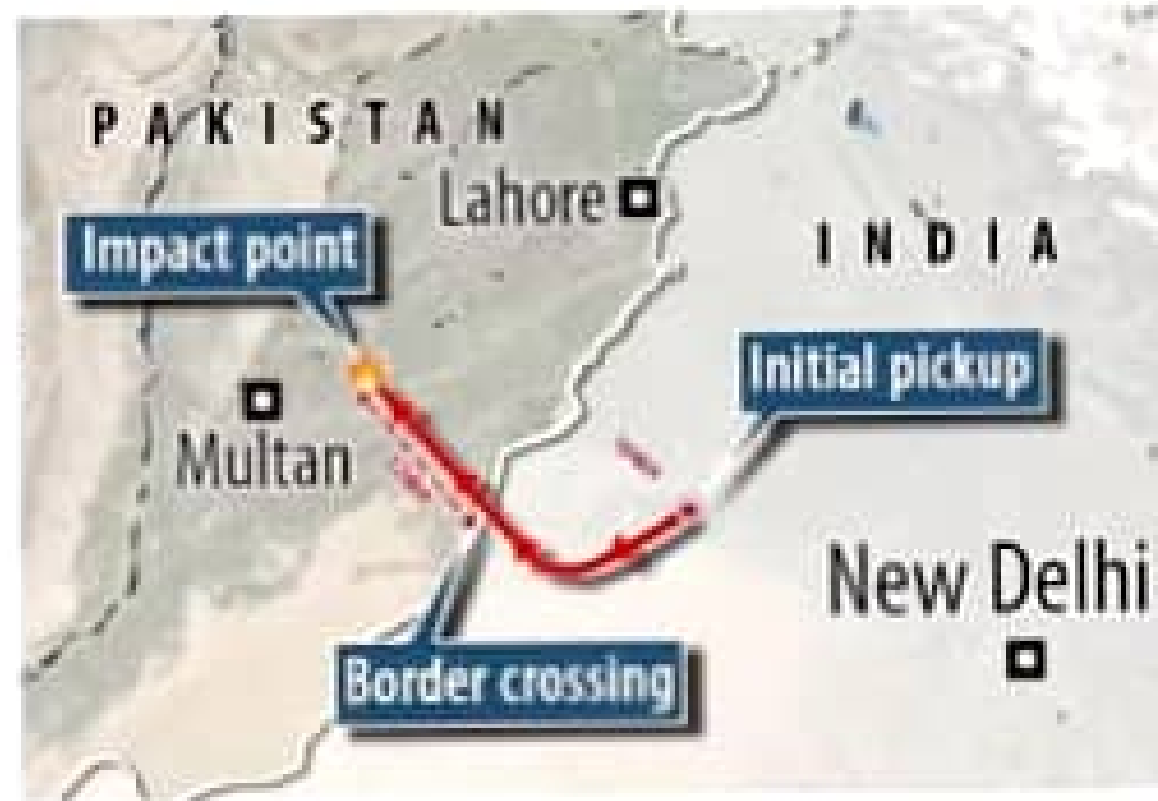 PAKISTAN
Lahore
INDIA
Impact point
Initial pickup
Multan
New Delhi
Border crossing